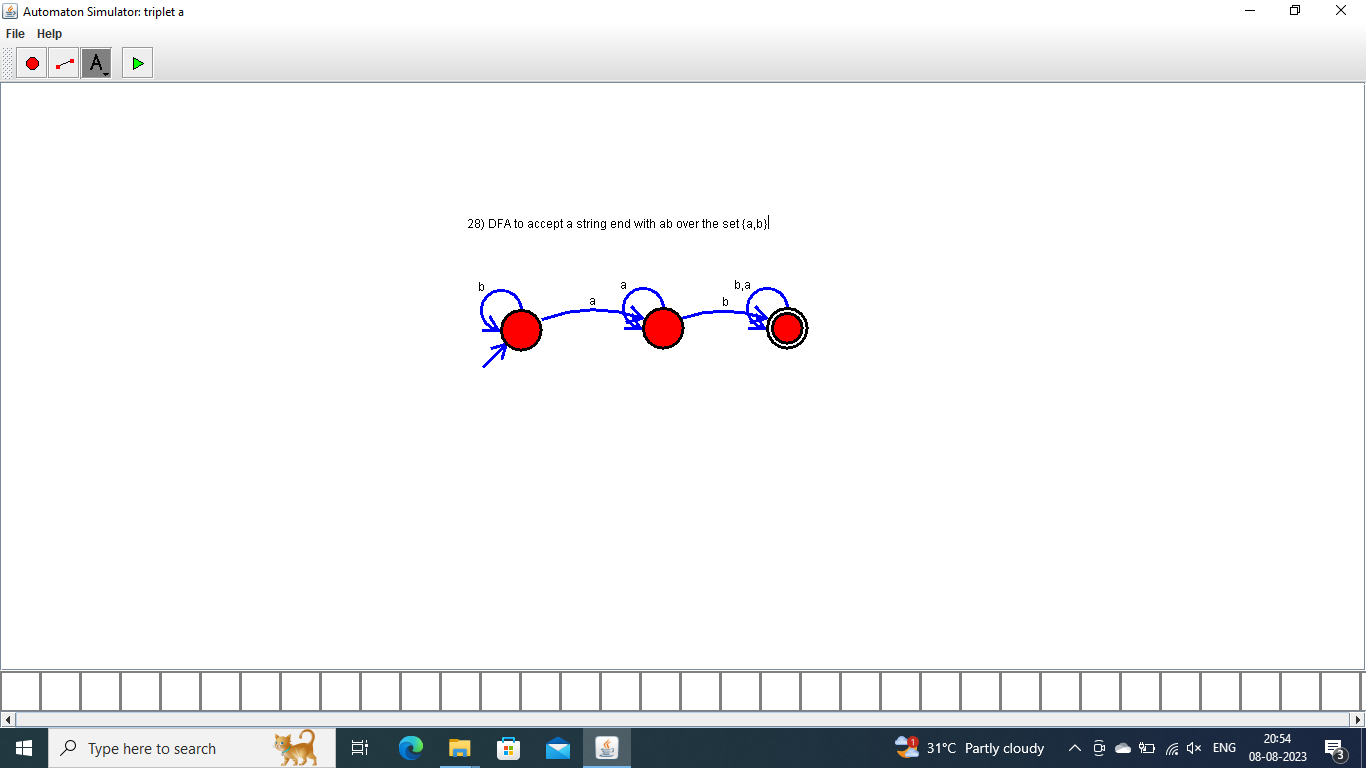 Automaton Simulator: triplet a
File Help
A
28) DFA to accept a string end with ab over the set {a,b}
b
a
a
b
b,a
Type here to search
1
31°C Partly cloudy
ENG
20:54
08-08-2023
3